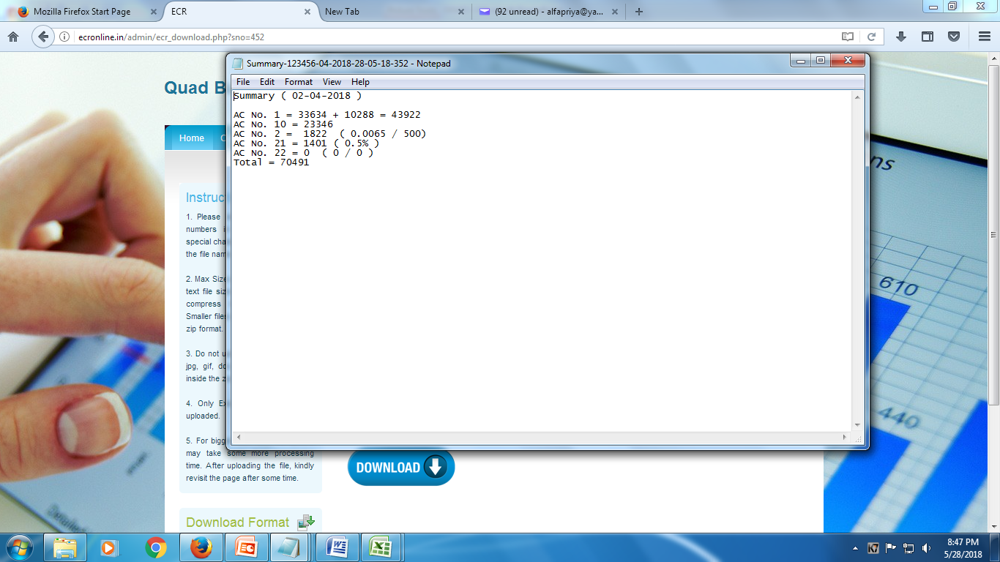 Mozilla Firefox Start Page
ECR
New Tab
(92 unread) - alfapriya@ya...
ecronline.in/admin/ecr_download.php?sno=452
Summary-123456-04-2018-28-05-18-352 - Notepad
File Edit Format View Help
Summary ( 02-04-2018 )
AC No. 1 = 33634 + 10288 = 43922
AC No. 10 = 23346
AC No. 2 =  1822  ( 0.0065 / 500)
AC No. 21 = 1401 ( 0.5% )
AC No. 22 = 0  ( 0 / 0 )
Total = 70491
Quad B
Home
Instruc
1. Please
numbers i
special cha
the file nam
2. Max Size
text file siz
compress
Smaller files
zip format.
3. Do not u
jpg, gif, do
inside the z
4. Only Ex
uploaded.
5. For bigg
may take some more processing
time. After uploading the file, kindly
revisit the page after some time.
Download Format
DOWNLOAD
ns
610
440
8:47 PM
5/28/2018